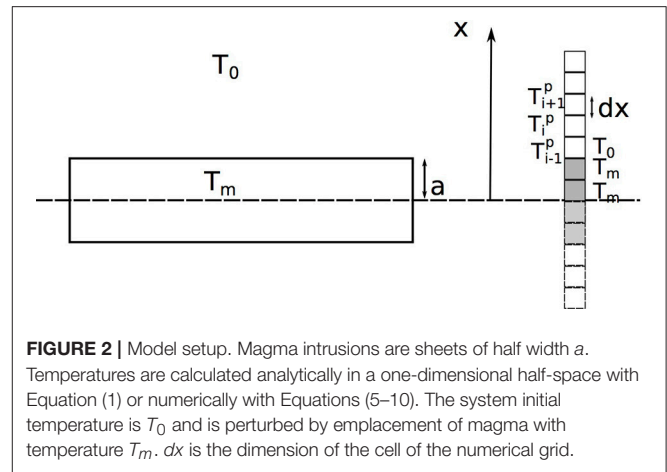 x
T₀
Tᵖᵢ₊₁
dx
Tᵖᵢ
Tᵖᵢ₋₁
T₀
Tₘ
Tₘ
a
Tₘ
FIGURE 2 | Model setup. Magma intrusions are sheets of half width a.
Temperatures are calculated analytically in a one-dimensional half-space with
Equation (1) or numerically with Equations (5–10). The system initial
temperature is T₀ and is perturbed by emplacement of magma with
temperature Tₘ. dx is the dimension of the cell of the numerical grid.